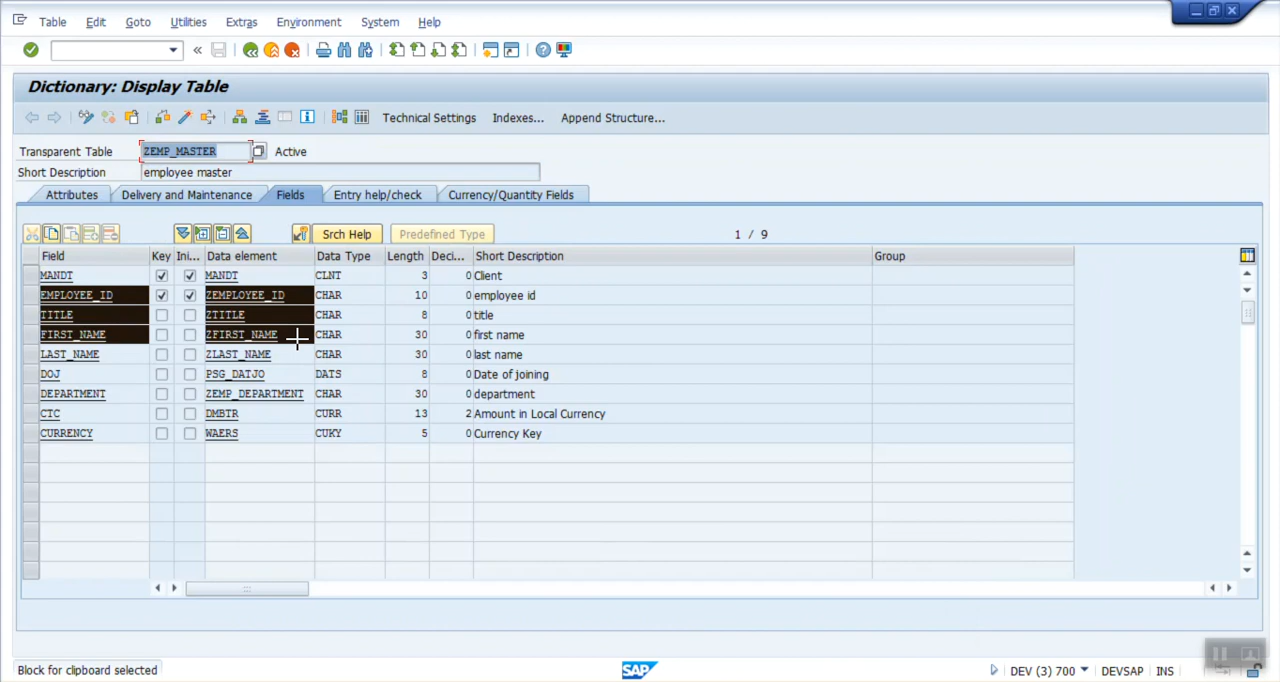 Table Edit Goto Utilities Extras Environment System Help
Dictionary: Display Table
Technical Settings Indexes... Append Structure...
Transparent Table ZEMP_MASTER Active
Short Description employee master
Attributes Delivery and Maintenance Fields Entry help/check Currency/Quantity Fields
Srch Help Predefined Type 1 / 9
Field Key Ini... Data element Data Type Length Deci... Short Description Group
MANDT MANDT CLNT 3 0 Client
EMPLOYEE_ID ZEMPLOYEE_ID CHAR 10 0 employee id
TITLE ZTITLE CHAR 8 0 title
FIRST_NAME ZFIRST_NAME CHAR 30 0 first name
LAST_NAME ZLAST_NAME CHAR 30 0 last name
DOJ PSG_DATJO DATS 8 0 Date of joining
DEPARTMENT ZEMP_DEPARTMENT CHAR 30 0 department
CTC DMBTR CURR 13 2 Amount in Local Currency
CURRENCY WAERS CUKY 5 0 Currency Key
Block for clipboard selected SAP DEV (3) 700 DEVSAP INS